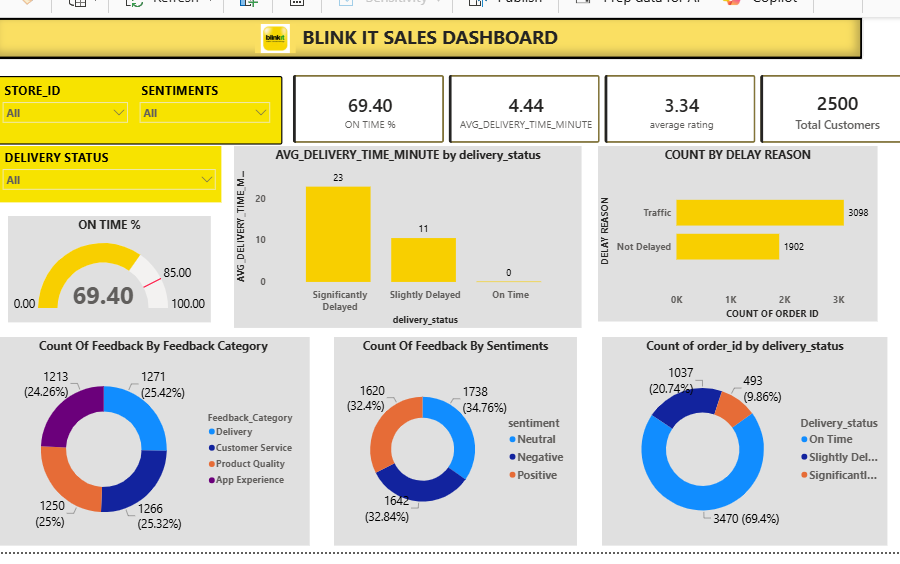 Refresh
Sensitivity
Publish
Prep data for AI
Copilot
blinkit
BLINK IT SALES DASHBOARD
STORE_ID
All
SENTIMENTS
All
69.40
ON TIME %
4.44
AVG_DELIVERY_TIME_MINUTE
3.34
average rating
2500
Total Customers
DELIVERY STATUS
All
ON TIME %
85.00
69.40
0.00
100.00
AVG_DELIVERY_TIME_MINUTE by delivery_status
AVG_DELIVERY_TIME_M...
20
10
0
23
11
0
Significantly
Delayed
Slightly Delayed
On Time
delivery_status
COUNT BY DELAY REASON
DELAY REASON
Traffic
3098
Not Delayed
1902
0K
1K
2K
3K
COUNT OF ORDER ID
Count Of Feedback By Feedback Category
1213
(24.26%)
1271
(25.42%)
1250
(25%)
1266
(25.32%)
Feedback_Category
Delivery
Customer Service
Product Quality
App Experience
Count Of Feedback By Sentiments
1620
(32.4%)
1738
(34.76%)
1642
(32.84%)
sentiment
Neutral
Negative
Positive
Count of order_id by delivery_status
1037
(20.74%)
493
(9.86%)
3470 (69.4%)
Delivery_status
On Time
Slightly Del...
Significantl...